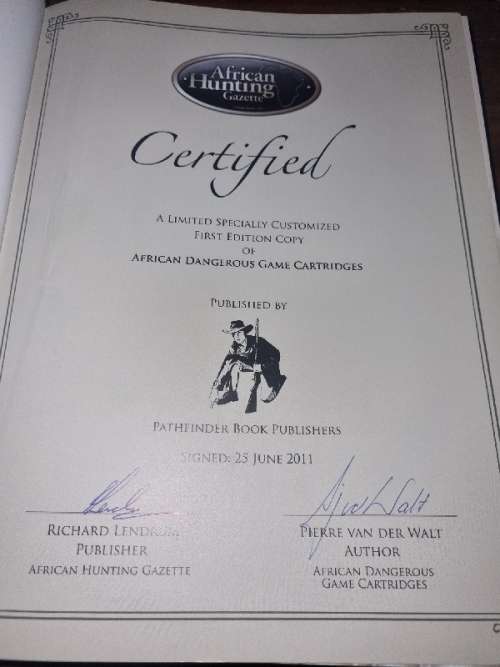 African
Hunting
Gazette
Certified
A Limited Specially Customized
First Edition Copy
of
African Dangerous Game Cartridges
Published by
Pathfinder Book Publishers
Signed: 25 June 2011
Richard Lendrum
Publisher
African Hunting Gazette
Pierre van der Walt
Author
African Dangerous
Game Cartridges